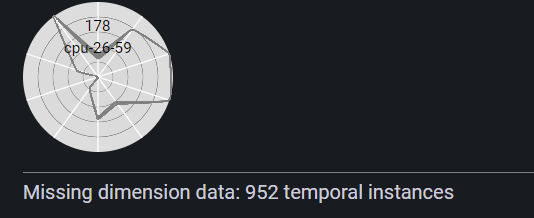 178
cpu-26-59
Missing dimension data: 952 temporal instances